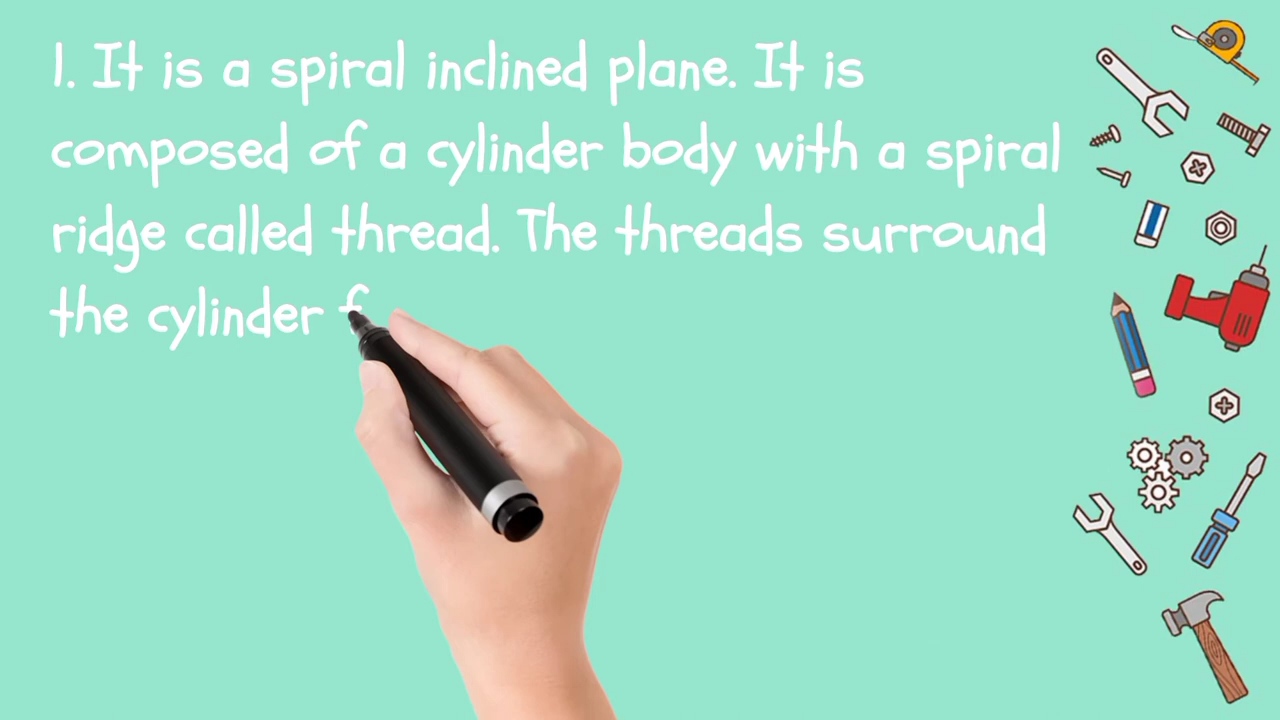 1. It is a spiral inclined plane. It is
composed of a cylinder body with a spiral
ridge called thread. The threads surround
the cylinder f